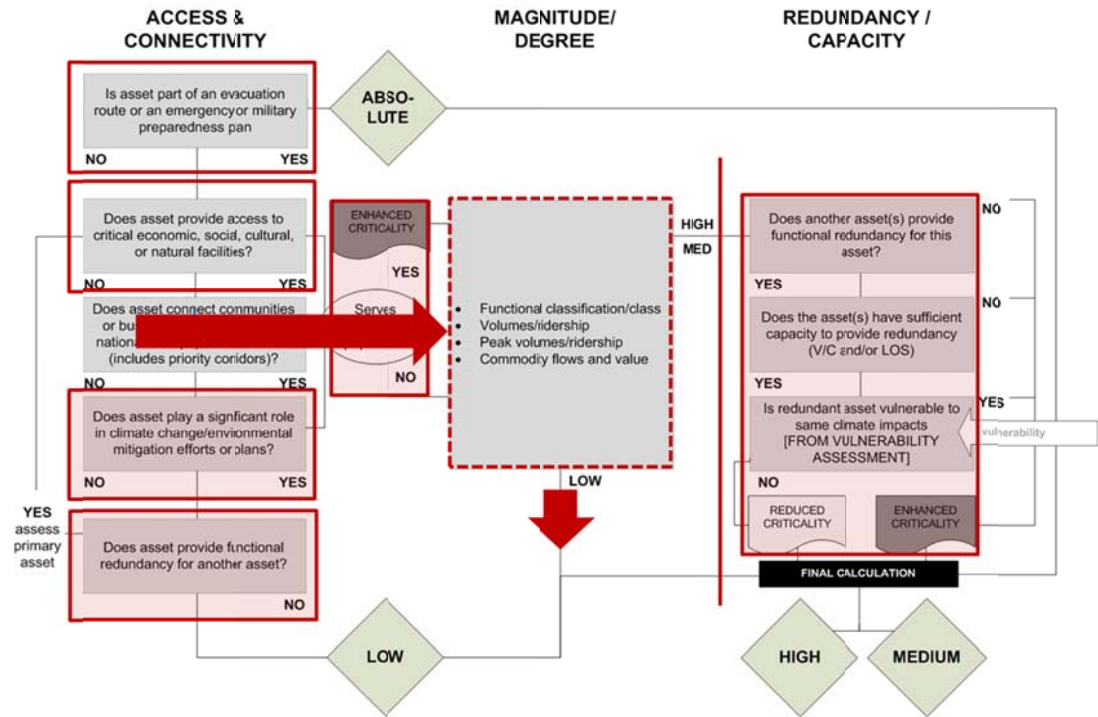 ACCESS &
CONNECTIVITY
MAGNITUDE/
DEGREE
REDUNDANCY /
CAPACITY
Is asset part of an evacuation
route or an emergency or military
preparedness pan
NO
YES
ABSO-
LUTE
Does asset provide access to
critical economic, social, cultural,
or natural facilities?
NO
YES
Does asset connect communities
or bus
national
(includes priority corridors)?
NO
YES
Does asset play a significant role
in climate change/environmental
mitigation efforts or plans?
NO
YES
YES
assess
primary
asset
Does asset provide functional
redundancy for another asset?
NO
ENHANCED
CRITICALITY
YES
Serves
NO
• Functional classification/class
• Volumes/ridership
• Peak volumes/ridership
• Commodity flows and value
HIGH
MED
LOW
LOW
Does another asset(s) provide
functional redundancy for this
asset?
NO
YES
Does the asset(s) have sufficient
capacity to provide redundancy
(V/C and/or LOS)
NO
YES
Is redundant asset vulnerable to
same climate impacts
[FROM VULNERABILITY
ASSESSMENT]
YES
vulnerability
NO
REDUCED
CRITICALITY
ENHANCED
CRITICALITY
FINAL CALCULATION
HIGH
MEDIUM